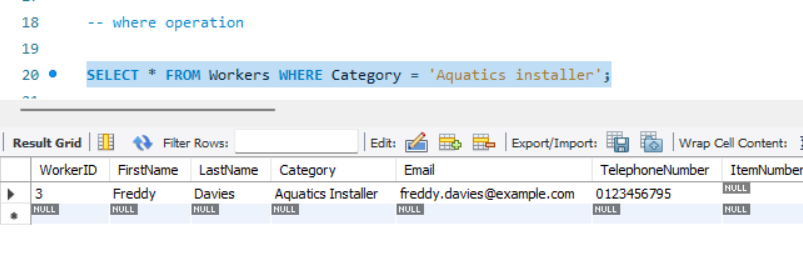 18 -- where operation
19
20 SELECT * FROM Workers WHERE Category = 'Aquatics installer';
Result Grid Filter Rows: Edit: Export/Import: Wrap Cell Content:
WorkerID FirstName LastName Category Email TelephoneNumber ItemNumber
3 Freddy Davies Aquatics Installer freddy.davies@example.com 0123456795 NULL
NULL NULL NULL NULL NULL NULL NULL